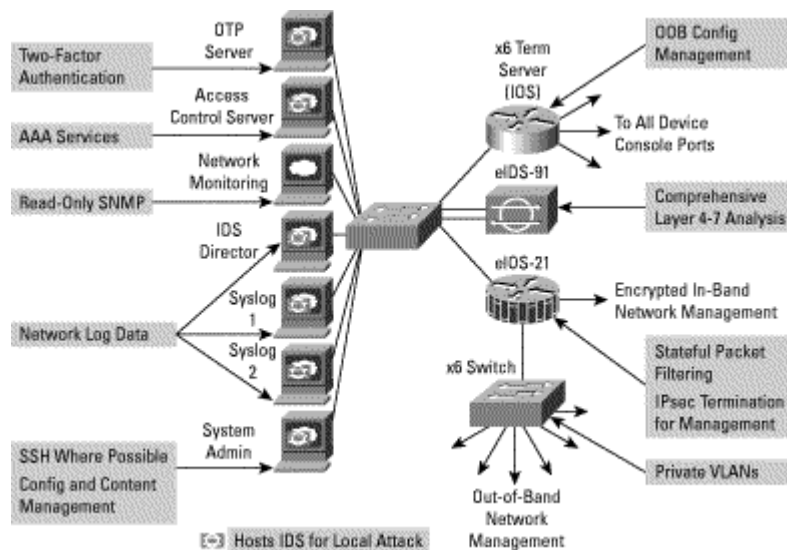 OTP
Server
Two-Factor
Authentication
Access
Control Server
AAA Services
Network
Monitoring
Read-Only SNMP
IDS
Director
Syslog
1
Network Log Data
Syslog
2
System
Admin
SSH Where Possible
Config and Content
Management
Hosts IDS for Local Attack
x6 Term
Server
(IOS)
OOB Config
Management
To All Device
Console Ports
eIDS-91
Comprehensive
Layer 4-7 Analysis
eIOS-21
Encrypted In-Band
Network Management
Stateful Packet
Filtering
IPsec Termination
for Management
x6 Switch
Private VLANs
Out-of-Band
Network
Management